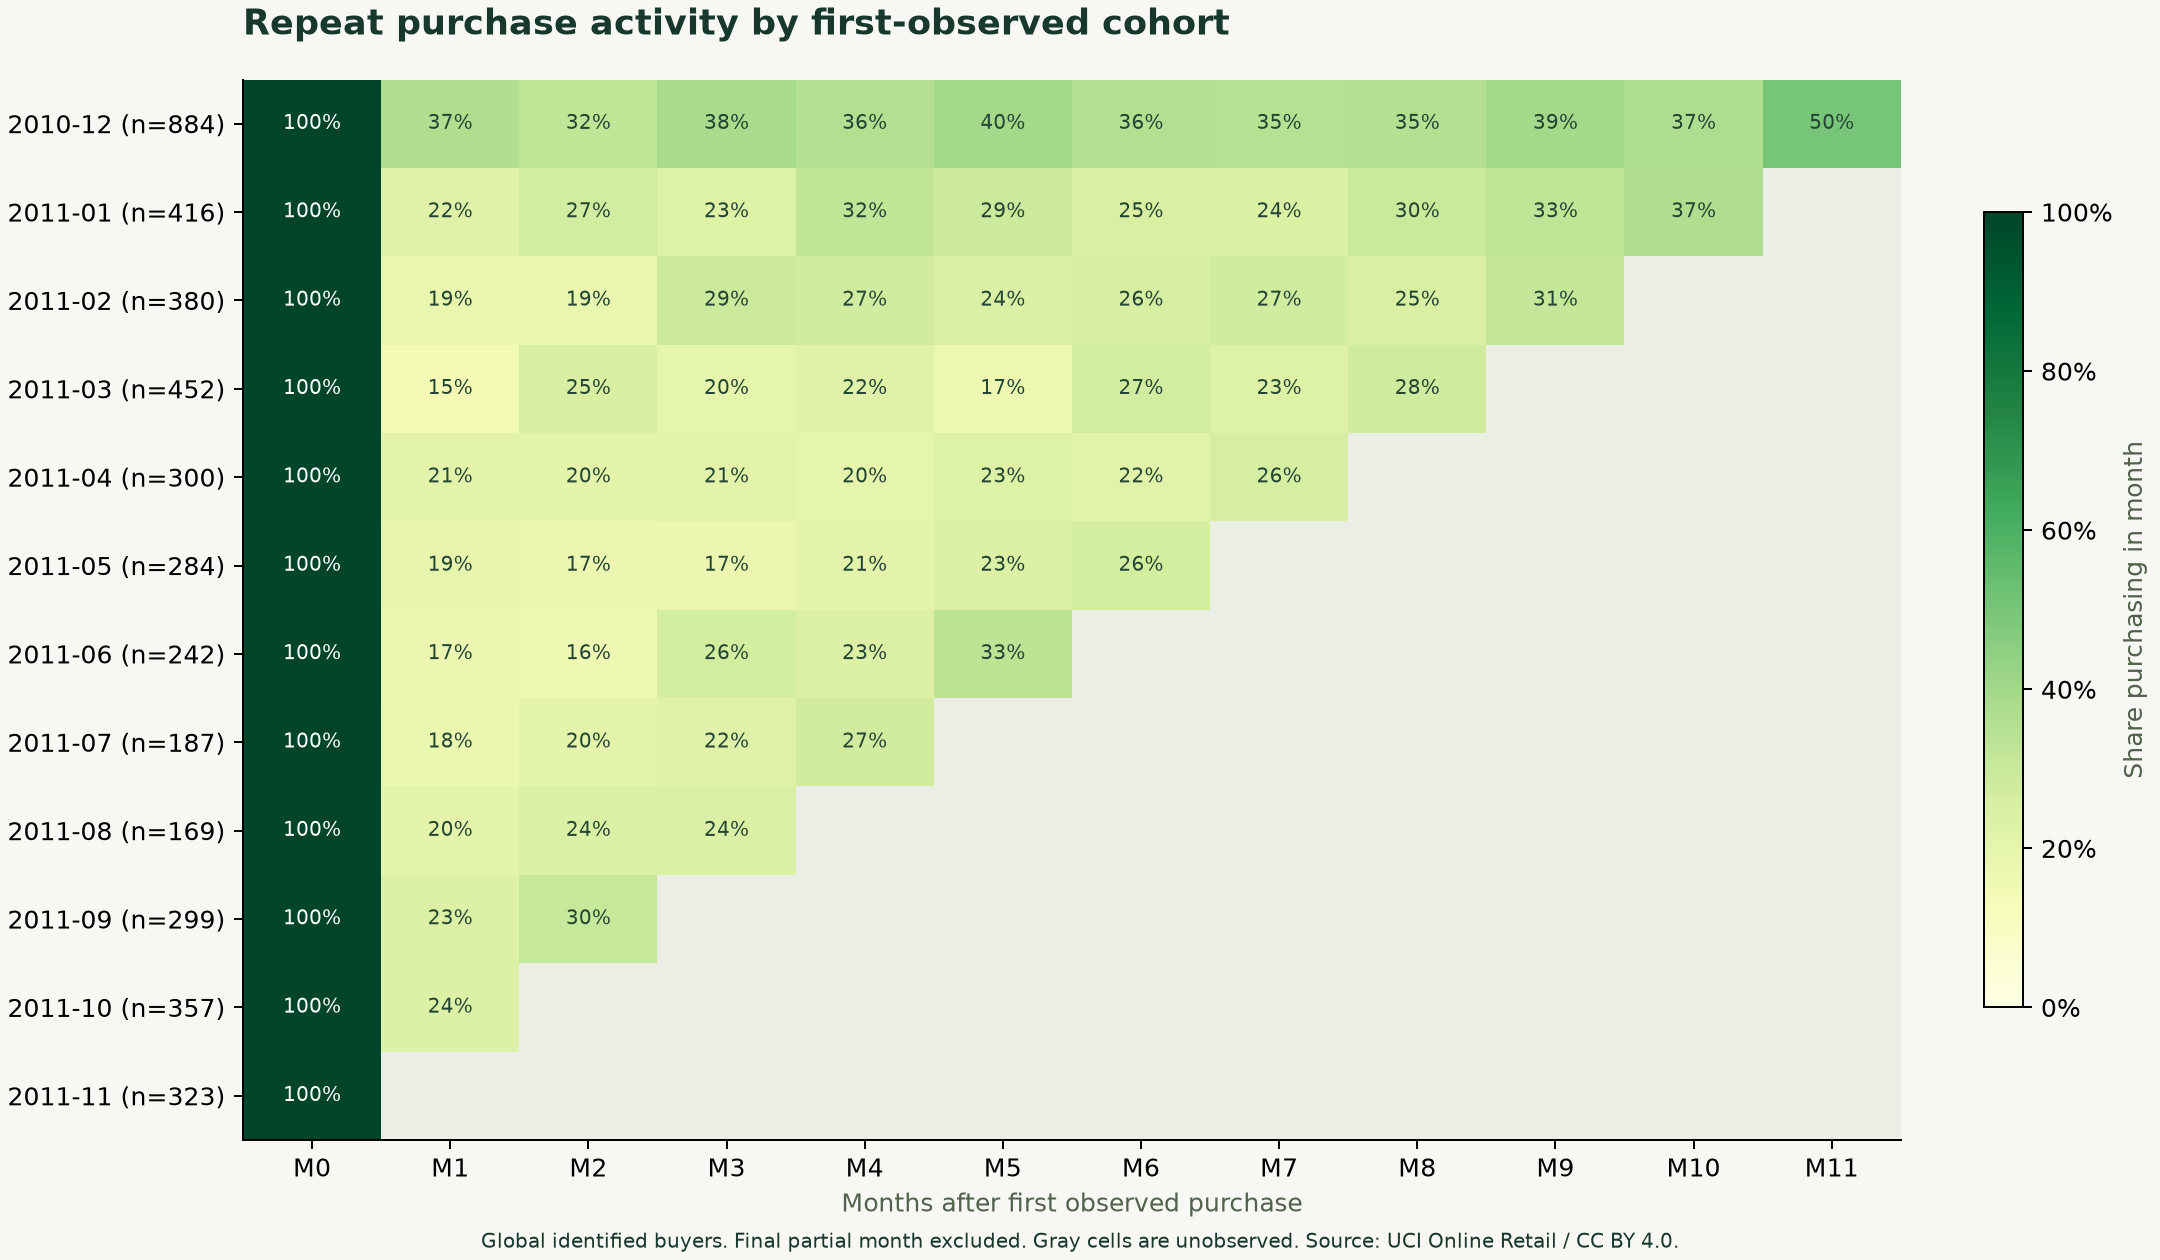 Repeat purchase activity by first-observed cohort
2010-12 (n=884) 100% 37% 32% 38% 36% 40% 36% 35% 35% 39% 37% 50%
2011-01 (n=416) 100% 22% 27% 23% 32% 29% 25% 24% 30% 33% 37%
2011-02 (n=380) 100% 19% 19% 29% 27% 24% 26% 27% 25% 31%
2011-03 (n=452) 100% 15% 25% 20% 22% 17% 27% 23% 28%
2011-04 (n=300) 100% 21% 20% 21% 20% 23% 22% 26%
2011-05 (n=284) 100% 19% 17% 17% 21% 23% 26%
2011-06 (n=242) 100% 17% 16% 26% 23% 33%
2011-07 (n=187) 100% 18% 20% 22% 27%
2011-08 (n=169) 100% 20% 24% 24%
2011-09 (n=299) 100% 23% 30%
2011-10 (n=357) 100% 24%
2011-11 (n=323) 100%
M0 M1 M2 M3 M4 M5 M6 M7 M8 M9 M10 M11
Months after first observed purchase
100%
80%
60%
40%
20%
0%
Share purchasing in month
Global identified buyers. Final partial month excluded. Gray cells are unobserved. Source: UCI Online Retail / CC BY 4.0.